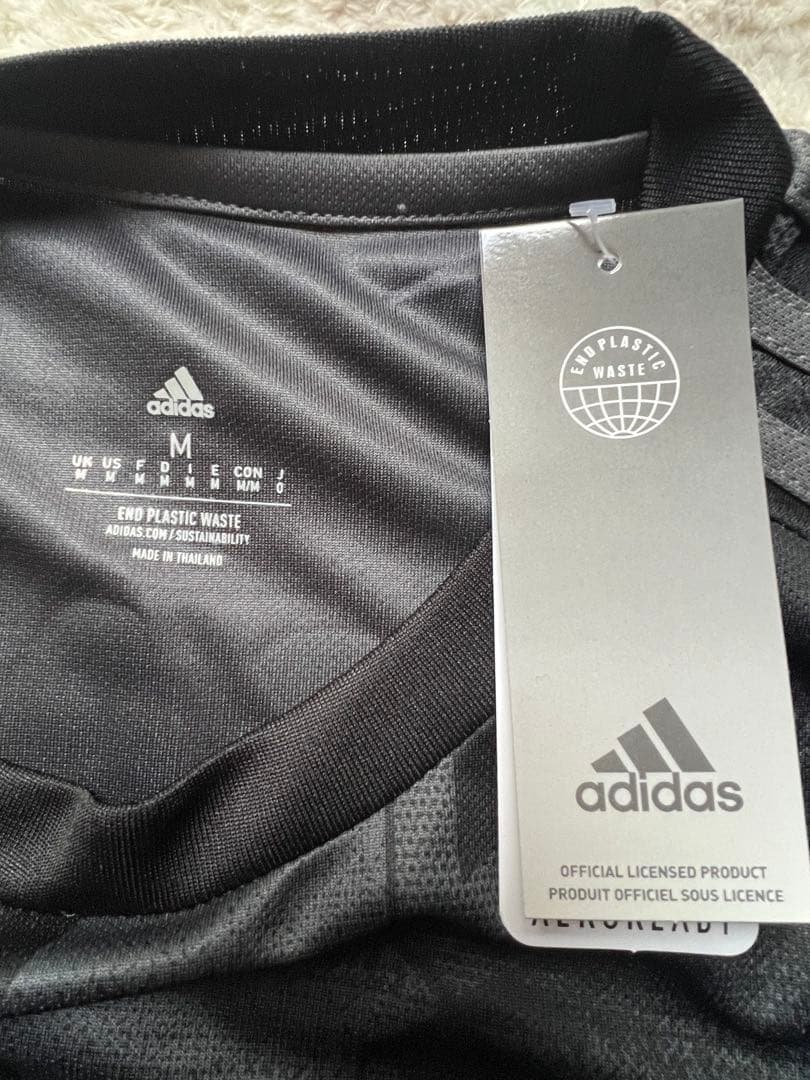 adidas
M
UK US F D I E CON J
M M M M M M M/M O
END PLASTIC WASTE
ADIDAS.COM/SUSTAINABILITY
MADE IN THAILAND
END PLASTIC
WASTE
adidas
OFFICIAL LICENSED PRODUCT
PRODUIT OFFICIEL SOUS LICENCE
AEROREADY